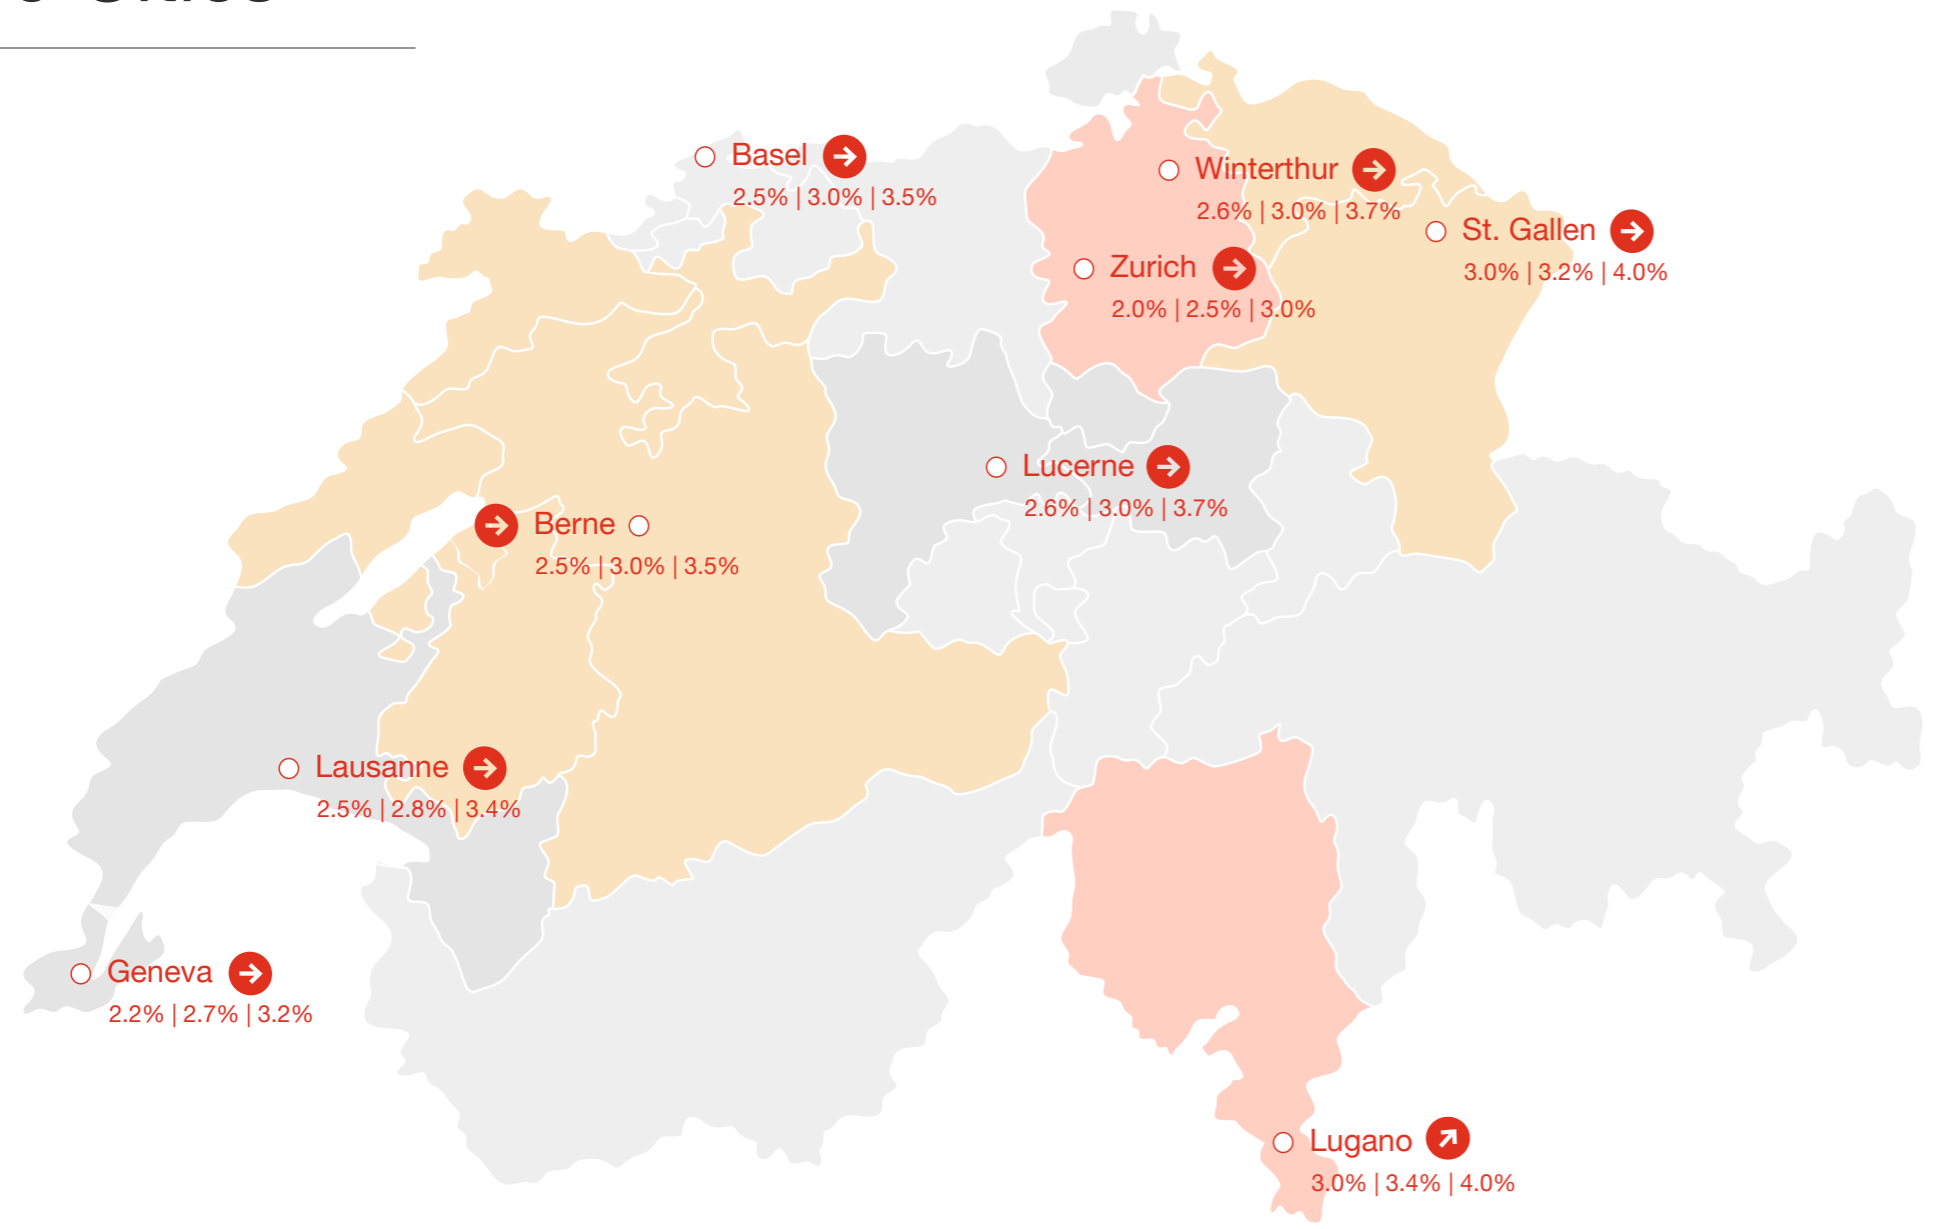 Basel
2.5% | 3.0% | 3.5%
Winterthur
2.6% | 3.0% | 3.7%
St. Gallen
3.0% | 3.2% | 4.0%
Zurich
2.0% | 2.5% | 3.0%
Lucerne
2.6% | 3.0% | 3.7%
Berne
2.5% | 3.0% | 3.5%
Lausanne
2.5% | 2.8% | 3.4%
Geneva
2.2% | 2.7% | 3.2%
Lugano
3.0% | 3.4% | 4.0%